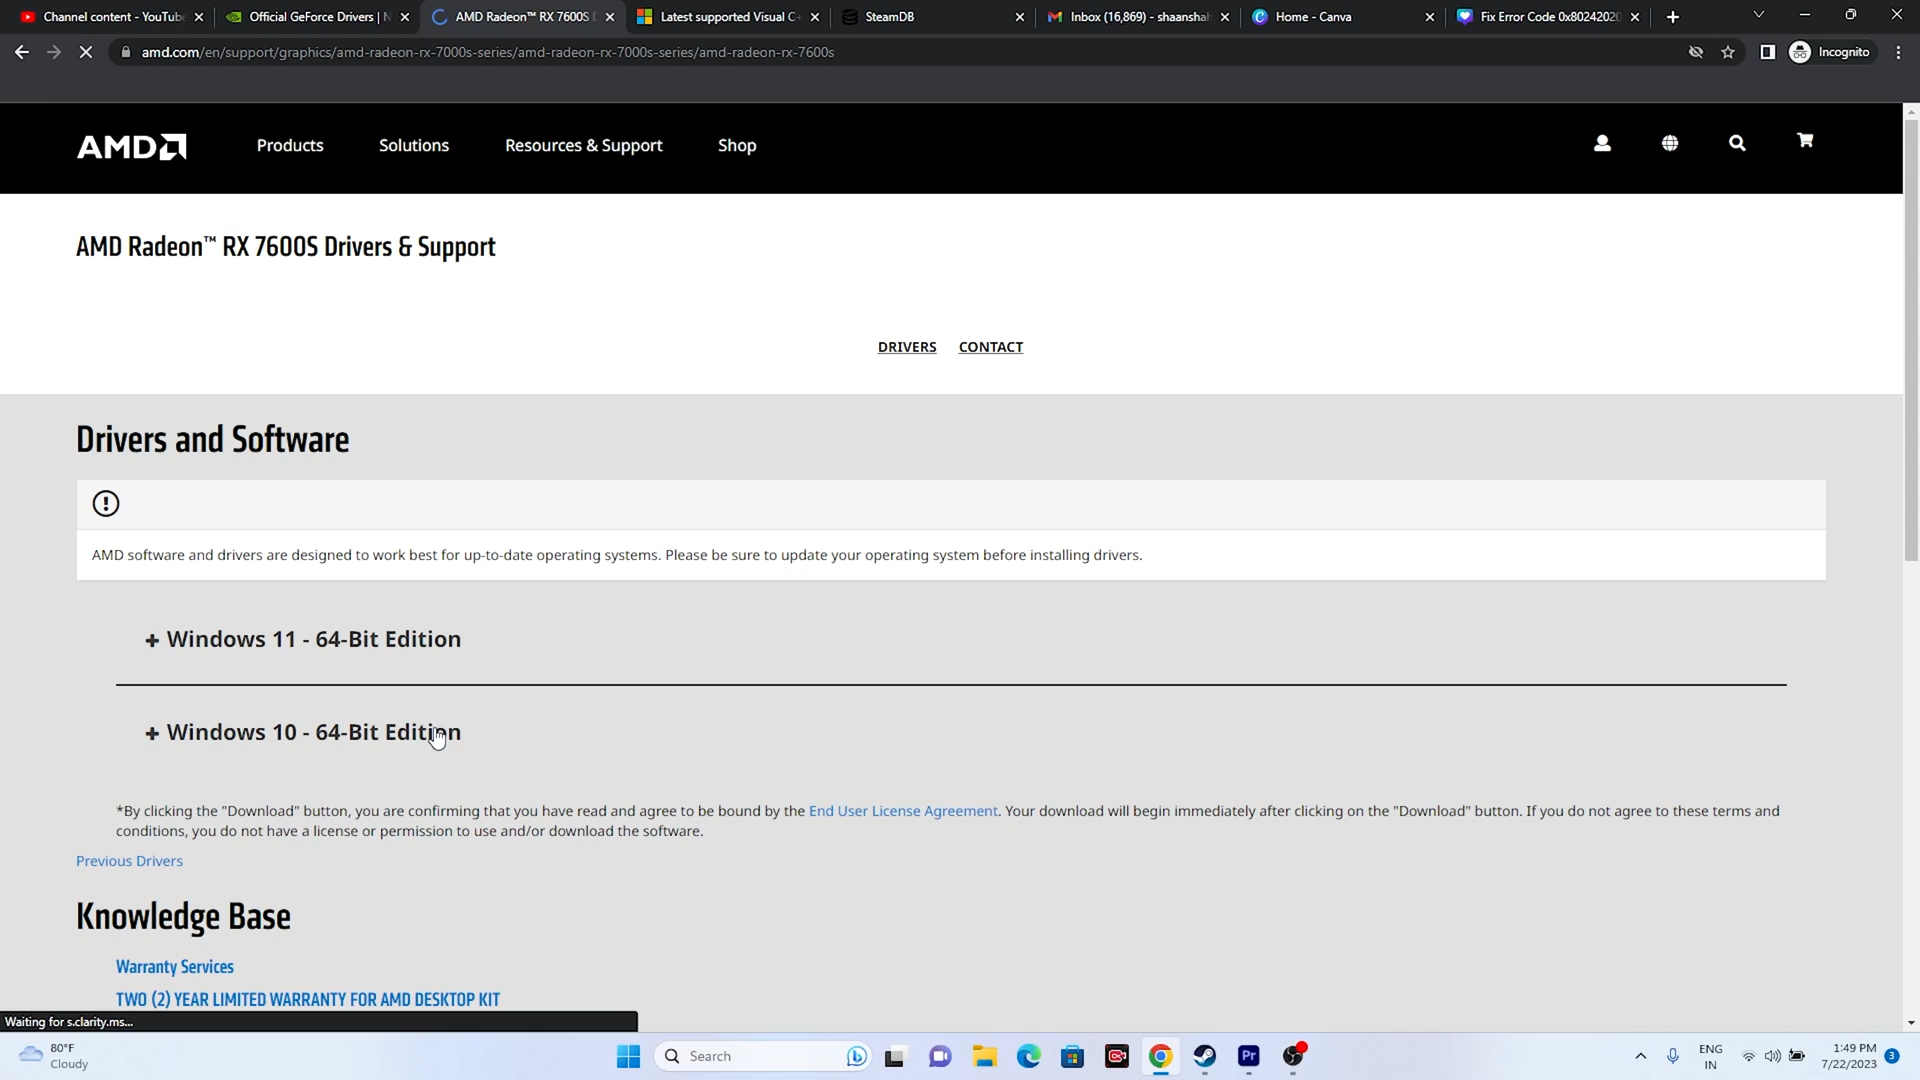 Channel content - YouTub
Official GeForce Drivers | N
AMD Radeon™ RX 7600S D
Latest supported Visual C+
SteamDB
Inbox (16,869) - shaanshah
Home - Canva
Fix Error Code 0x80242020
amd.com/en/support/graphics/amd-radeon-rx-7000s-series/amd-radeon-rx-7000s-series/amd-radeon-rx-7600s
Incognito
AMD
Products
Solutions
Resources & Support
Shop
AMD Radeon™ RX 7600S Drivers & Support
DRIVERS
CONTACT
Drivers and Software
AMD software and drivers are designed to work best for up-to-date operating systems. Please be sure to update your operating system before installing drivers.
+ Windows 11 - 64-Bit Edition
+ Windows 10 - 64-Bit Edition
*By clicking the "Download" button, you are confirming that you have read and agree to be bound by the End User License Agreement. Your download will begin immediately after clicking on the "Download" button. If you do not agree to these terms and
conditions, you do not have a license or permission to use and/or download the software.
Previous Drivers
Knowledge Base
Warranty Services
TWO (2) YEAR LIMITED WARRANTY FOR AMD DESKTOP KIT
Waiting for s.clarity.ms...
80°F
Cloudy
Search
Pr
ENG
IN
1:49 PM
7/22/2023
3